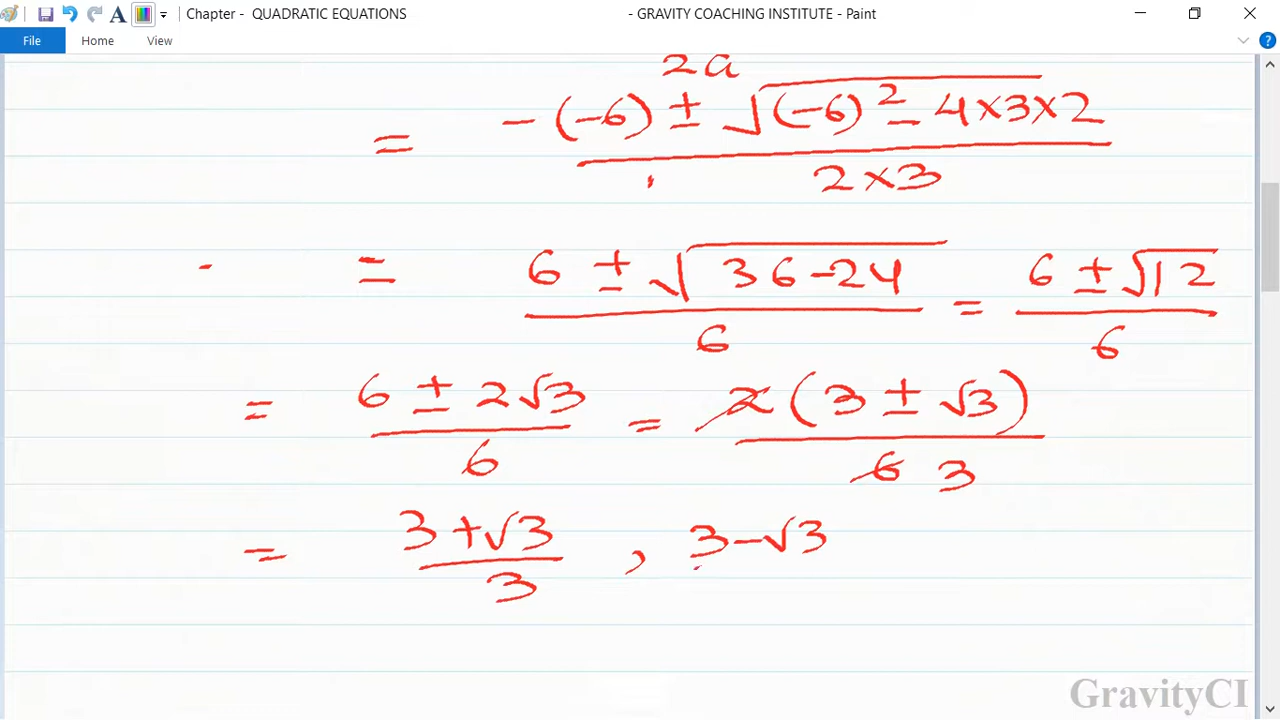 Chapter - QUADRATIC EQUATIONS - GRAVITY COACHING INSTITUTE - Paint
File Home View
2a
= -(-6) ± √((-6)² - 4×3×2) / 2×3
= 6 ± √(36-24) / 6 = 6 ± √12 / 6
= 6 ± 2√3 / 6 = 2(3 ± √3) / 6 3
= 3+√3 / 3 , 3-√3
GravityCI